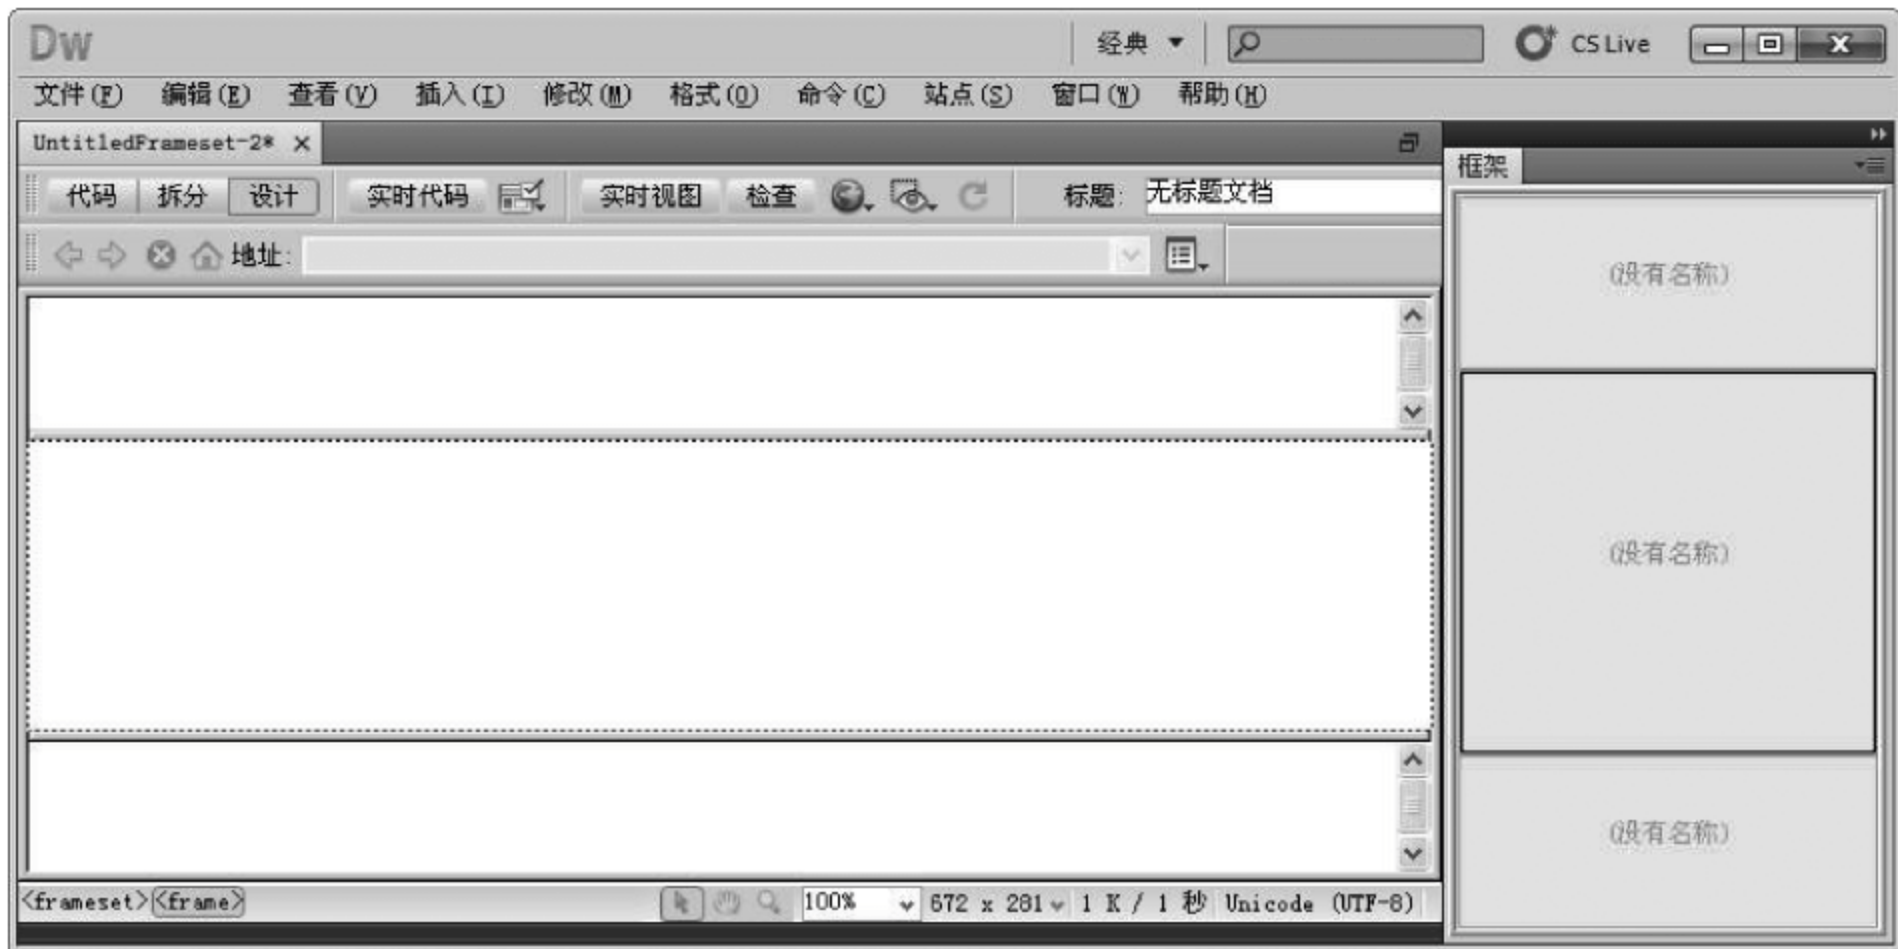 Dw 经典 CS Live
文件(F) 编辑(E) 查看(V) 插入(I) 修改(M) 格式(O) 命令(C) 站点(S) 窗口(W) 帮助(H)
UntitledFrameset-2*
代码 拆分 设计 实时代码 实时视图 检查 标题: 无标题文档
地址:
框架
(没有名称)
(没有名称)
(没有名称)
<frameset><frame> 100% 672 x 281 1 K / 1 秒 Unicode (UTF-8)